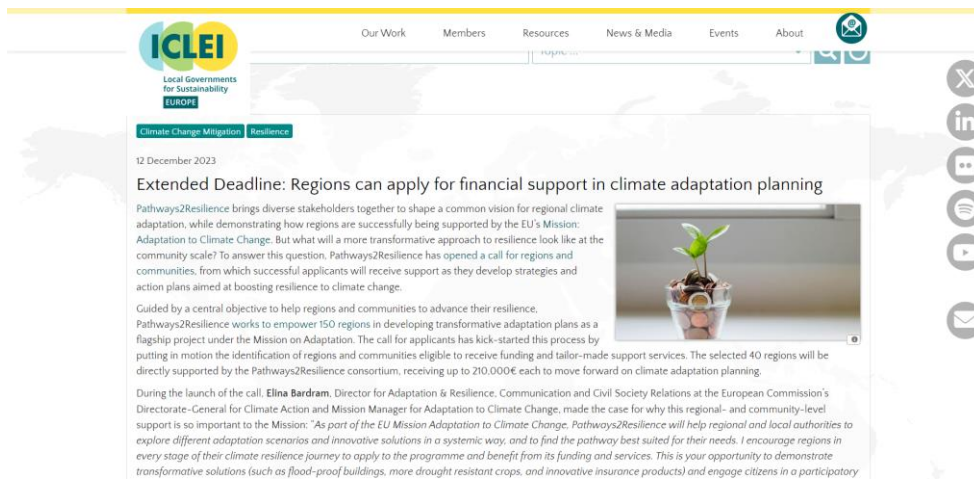 ICLEI
Local Governments
for Sustainability
EUROPE
Our Work Members Resources News & Media Events About
Topic ...
Climate Change Mitigation Resilience
12 December 2023
Extended Deadline: Regions can apply for financial support in climate adaptation planning
Pathways2Resilience brings diverse stakeholders together to shape a common vision for regional climate
adaptation, while demonstrating how regions are successfully being supported by the EU's Mission:
Adaptation to Climate Change. But what will a more transformative approach to resilience look like at the
community scale? To answer this question, Pathways2Resilience has opened a call for regions and
communities, from which successful applicants will receive support as they develop strategies and
action plans aimed at boosting resilience to climate change.
Guided by a central objective to help regions and communities to advance their resilience,
Pathways2Resilience works to empower 150 regions in developing transformative adaptation plans as a
flagship project under the Mission on Adaptation. The call for applicants has kick-started this process by
putting in motion the identification of regions and communities eligible to receive funding and tailor-made support services. The selected 40 regions will be
directly supported by the Pathways2Resilience consortium, receiving up to 210.000€ each to move forward on climate adaptation planning.
During the launch of the call, Elina Bardram, Director for Adaptation & Resilience, Communication and Civil Society Relations at the European Commission's
Directorate-General for Climate Action and Mission Manager for Adaptation to Climate Change, made the case for why this regional- and community-level
support is so important to the Mission: "As part of the EU Mission Adaptation to Climate Change, Pathways2Resilience will help regional and local authorities to
explore different adaptation scenarios and innovative solutions in a systemic way, and to find the pathway best suited for their needs. I encourage regions in
every stage of their climate resilience journey to apply to the programme and benefit from its funding and services. This is your opportunity to demonstrate
transformative solutions (such as flood-proof buildings, more drought resistant crops, and innovative insurance products) and engage citizens in a participatory